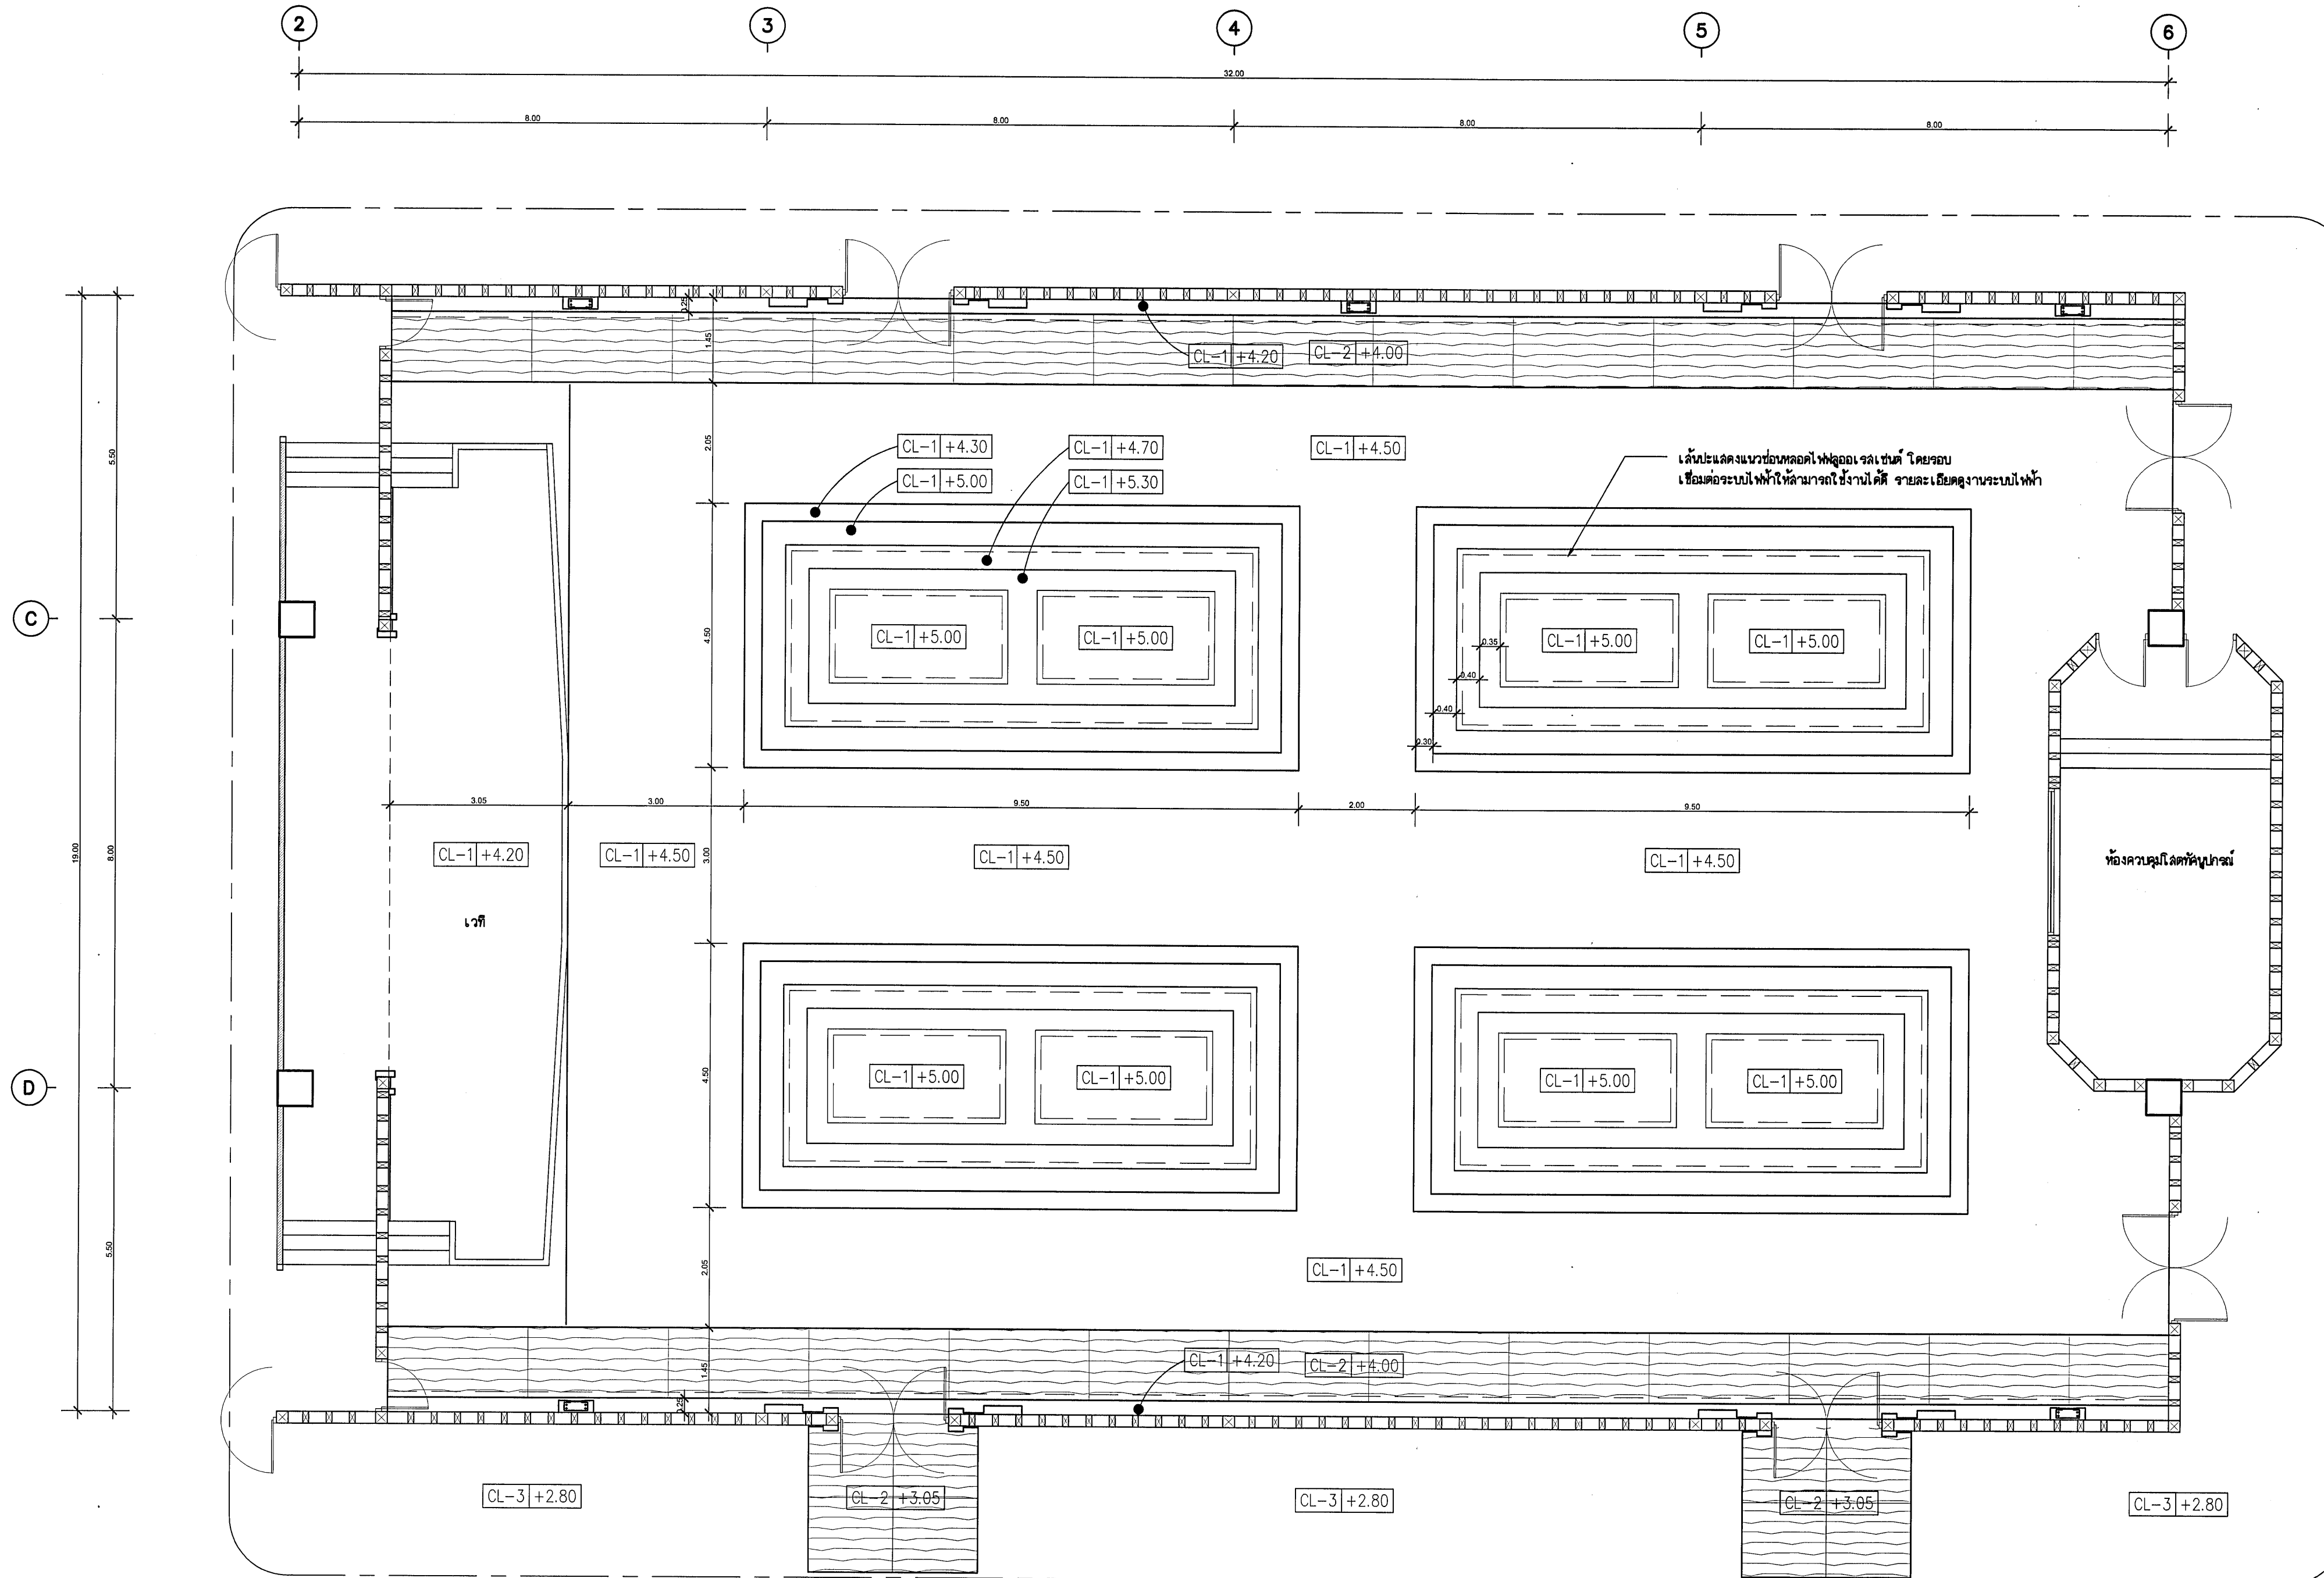 2 3 4 5 6
32.00
8.00 8.00 8.00 8.00
0.25
1.45
CL-1 +4.20 CL-2 +4.00
5.50
2.05
CL-1 +4.30 CL-1 +4.70 CL-1 +4.50
CL-1 +5.00 CL-1 +5.30
เส้นปะแสดงแนวซ่อนหลอดไฟฟลูออเรสเซนต์ โดยรอบ
เชื่อมต่อระบบไฟฟ้าให้สามารถใช้งานได้ดี รายละเอียดดูงานระบบไฟฟ้า
C
4.50
CL-1 +5.00 CL-1 +5.00 CL-1 +5.00 CL-1 +5.00
0.35
0.40
0.40
0.30
3.05 3.00 9.50 2.00 9.50
19.00 8.00 3.00
CL-1 +4.20 CL-1 +4.50 CL-1 +4.50 CL-1 +4.50
ห้องควบคุมโสตทัศนูปกรณ์
เวที
D
4.50
CL-1 +5.00 CL-1 +5.00 CL-1 +5.00 CL-1 +5.00
5.50
2.05
CL-1 +4.50
1.45
CL-1 +4.20 CL-2 +4.00
0.25
CL-3 +2.80 CL-2 +3.05 CL-3 +2.80 CL-2 +3.05 CL-3 +2.80